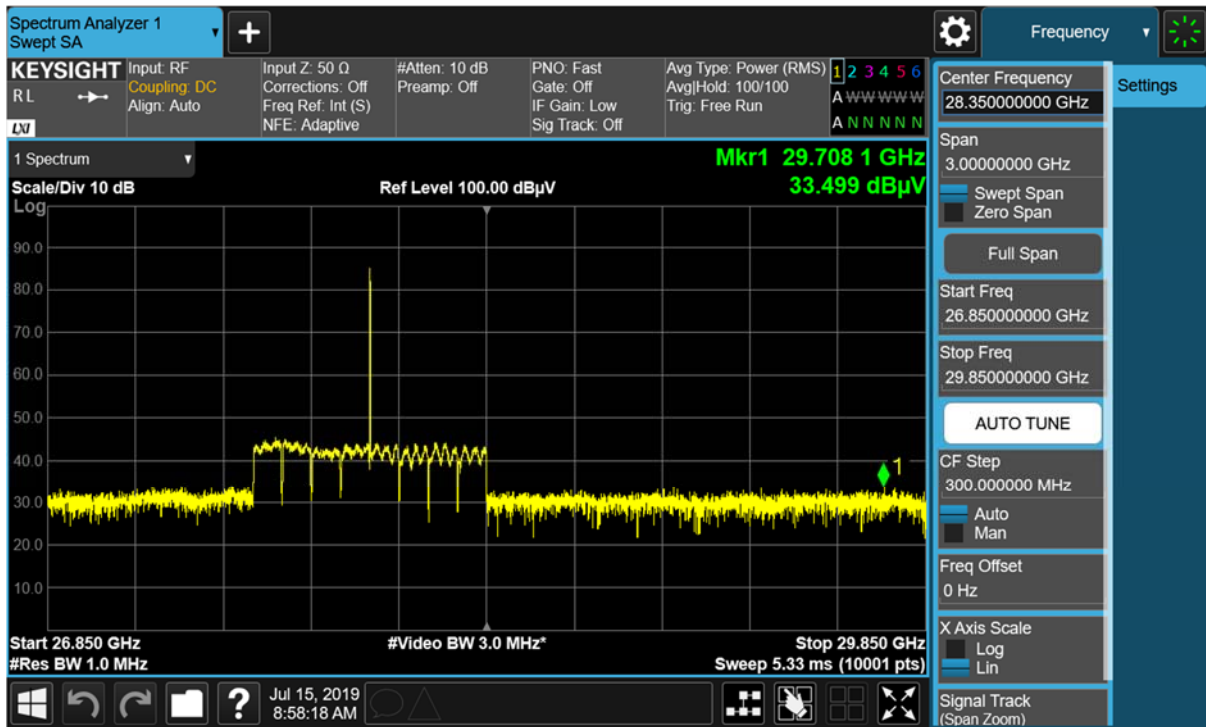 Spectrum Analyzer 1
Swept SA
+
Frequency
KEYSIGHT
R L
LXI
Input: RF
Coupling: DC
Align: Auto
Input Z: 50 Ω
Corrections: Off
Freq Ref: Int (S)
NFE: Adaptive
#Atten: 10 dB
Preamp: Off
PNO: Fast
Gate: Off
IF Gain: Low
Sig Track: Off
Avg Type: Power (RMS)
Avg|Hold: 100/100
Trig: Free Run
1 2 3 4 5 6
A W W W W W
A N N N N N
1 Spectrum
Scale/Div 10 dB
Log
Ref Level 100.00 dBµV
Mkr1 29.708 1 GHz
33.499 dBµV
90.0
80.0
70.0
60.0
50.0
40.0
30.0
20.0
10.0
1
Start 26.850 GHz
#Res BW 1.0 MHz
#Video BW 3.0 MHz*
Stop 29.850 GHz
Sweep 5.33 ms (10001 pts)
?
Jul 15, 2019
8:58:18 AM
Center Frequency
28.350000000 GHz
Span
3.00000000 GHz
Swept Span
Zero Span
Full Span
Start Freq
26.850000000 GHz
Stop Freq
29.850000000 GHz
AUTO TUNE
CF Step
300.000000 MHz
Auto
Man
Freq Offset
0 Hz
X Axis Scale
Log
Lin
Signal Track
(Span Zoom)
Settings